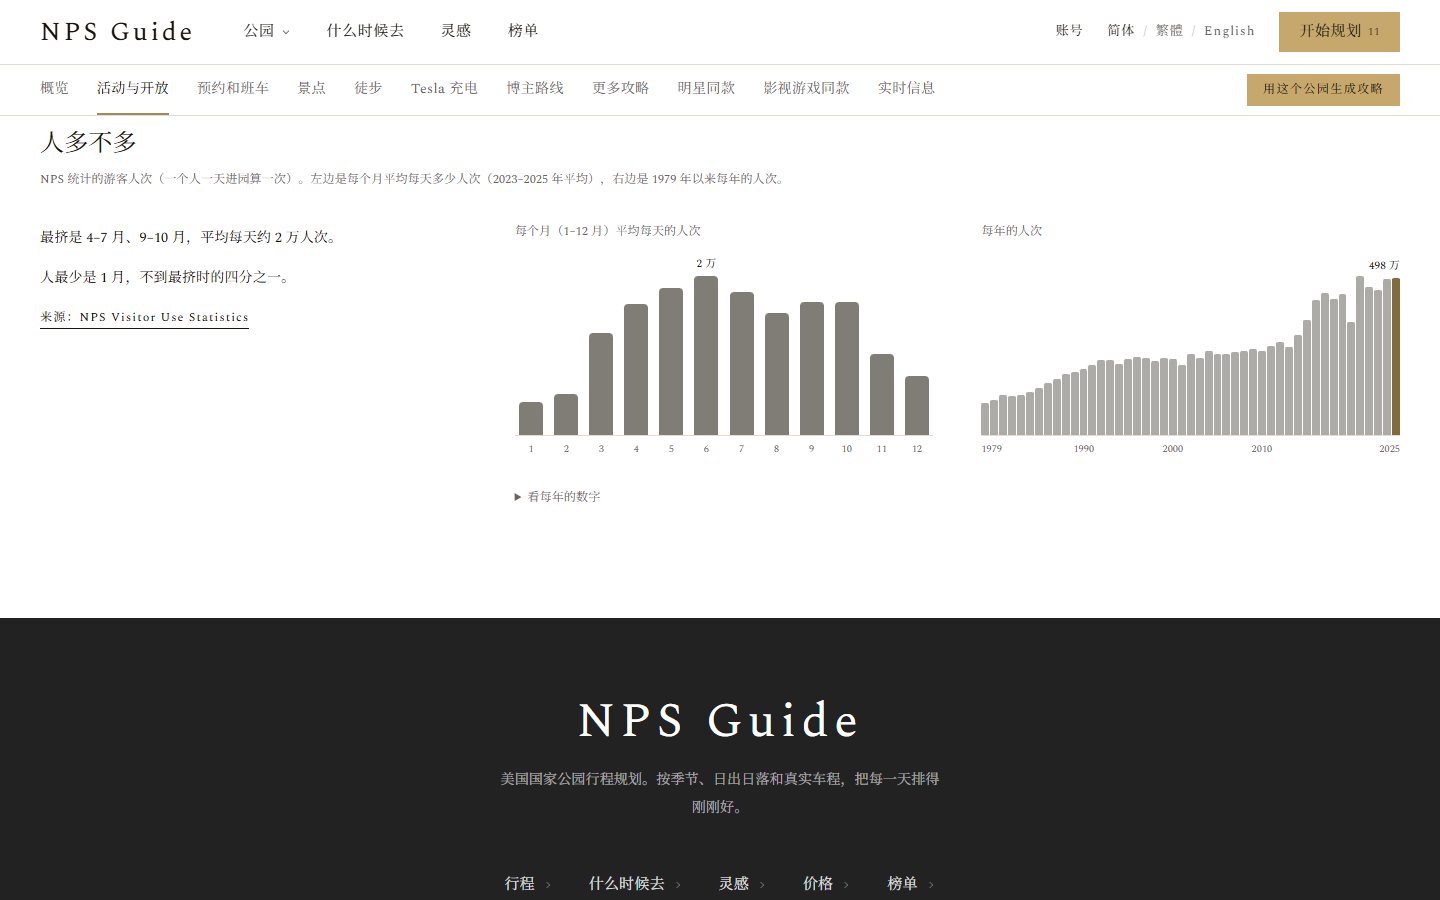 NPS Guide 公园 什么时候去 灵感 榜单 账号 简体 / 繁體 / English 开始规划 11
概览 活动与开放 预约和班车 景点 徒步 Tesla 充电 博主路线 更多攻略 明星同款 影视游戏同款 实时信息 用这个公园生成攻略
人多不多
NPS 统计的游客人次（一个人一天进园算一次）。左边是每个月平均每天多少人次（2023–2025 年平均），右边是 1979 年以来每年的人次。
最挤是 4–7 月、9–10 月，平均每天约 2 万人次。
人最少是 1 月，不到最挤时的四分之一。
来源：NPS Visitor Use Statistics
每个月（1–12 月）平均每天的人次
2 万
1 2 3 4 5 6 7 8 9 10 11 12
▶ 看每年的数字
每年的人次
498 万
1979 1990 2000 2010 2025
NPS Guide
美国国家公园行程规划。按季节、日出日落和真实车程，把每一天排得
刚刚好。
行程 › 什么时候去 › 灵感 › 价格 › 榜单 ›